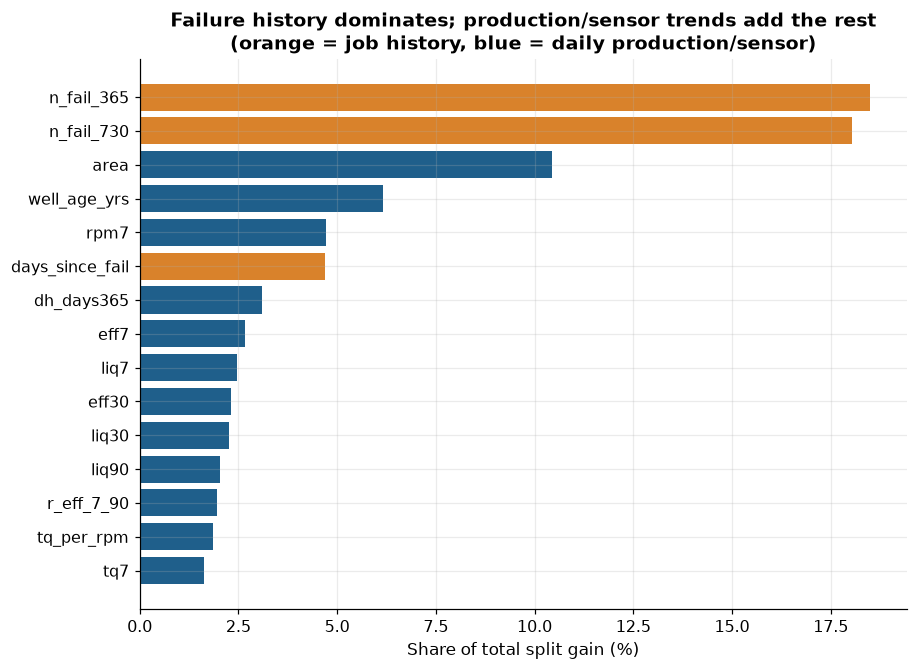 Failure history dominates; production/sensor trends add the rest
(orange = job history, blue = daily production/sensor)
n_fail_365
n_fail_730
area
well_age_yrs
rpm7
days_since_fail
dh_days365
eff7
liq7
eff30
liq30
liq90
r_eff_7_90
tq_per_rpm
tq7
0.0 2.5 5.0 7.5 10.0 12.5 15.0 17.5
Share of total split gain (%)